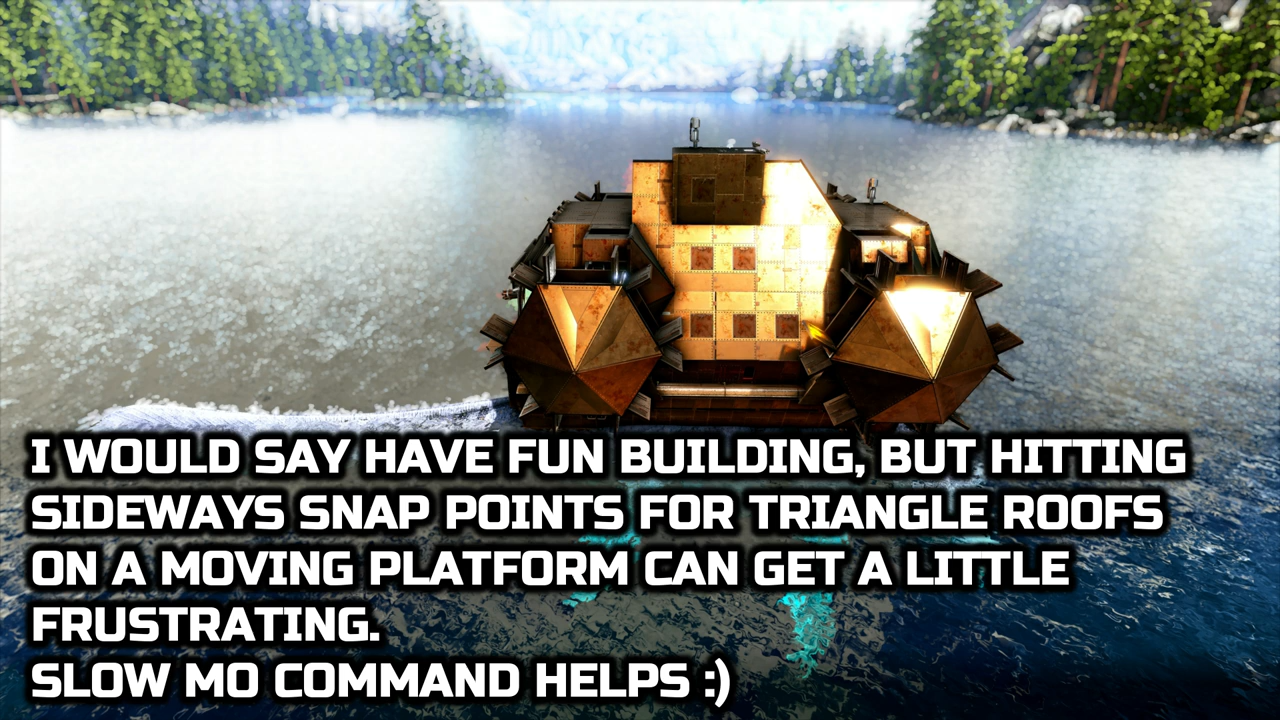 I WOULD SAY HAVE FUN BUILDING, BUT HITTING
SIDEWAYS SNAP POINTS FOR TRIANGLE ROOFS
ON A MOVING PLATFORM CAN GET A LITTLE
FRUSTRATING.
SLOW MO COMMAND HELPS :)